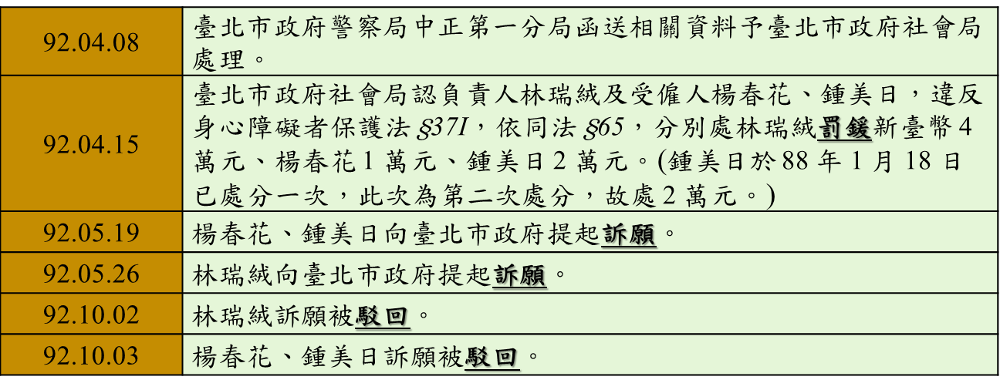 92.04.08
臺北市政府警察局中正第一分局函送相關資料予臺北市政府社會局
處理。
92.04.15
臺北市政府社會局認負責人林瑞絨及受僱人楊春花、鍾美日,違反
身心障礙者保護法§37I,依同法§65,分別處林瑞絨罰鍰新臺幣4
萬元、楊春花1萬元、鍾美日2萬元。(鍾美日於88年1月18日
已處分一次,此次為第二次處分,故處2萬元。)
92.05.19
楊春花、鍾美日向臺北市政府提起訴願。
92.05.26
林瑞絨向臺北市政府提起訴願。
92.10.02
林瑞絨訴願被駁回。
92.10.03
楊春花、鍾美日訴願被駁回。